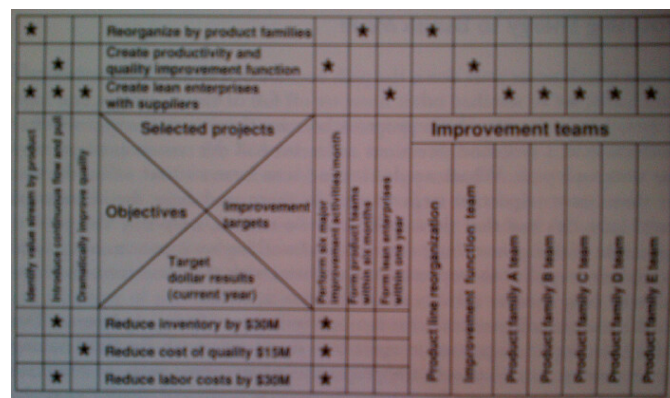 ★ Reorganize by product families ★ ★
Create productivity and
★ quality improvement function ★ ★
★ ★ ★ Create lean enterprises ★ ★ ★ ★ ★ ★
with suppliers
Selected projects
Improvement teams
Identify value stream by product
Introduce continuous flow and pull
Dramatically improve quality
Objectives
Improvement
targets
Target
dollar results
(current year)
Perform six major
improvement activities/month
Form product teams
within six months
Form lean enterprises
within one year
Product line reorganization
Improvement function team
Product family A team
Product family B team
Product family C team
Product family D team
Product family E team
★ Reduce inventory by $30M ★
★ Reduce cost of quality $15M ★
★ Reduce labor costs by $30M ★